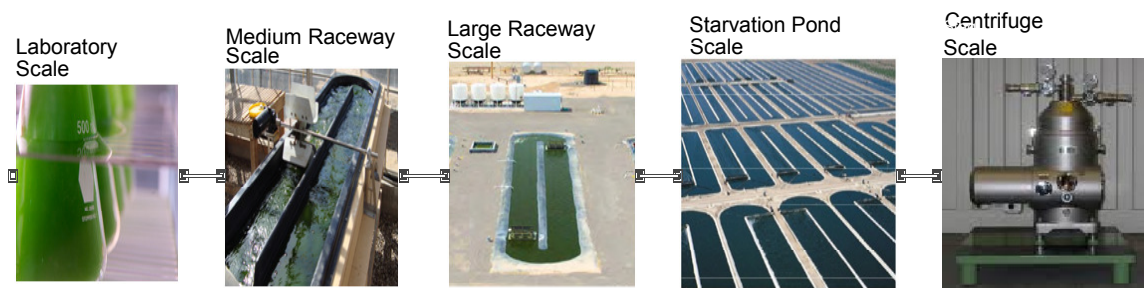 Laboratory
Scale
Medium Raceway
Scale
Large Raceway
Scale
Starvation Pond
Scale
Centrifuge
Scale
500